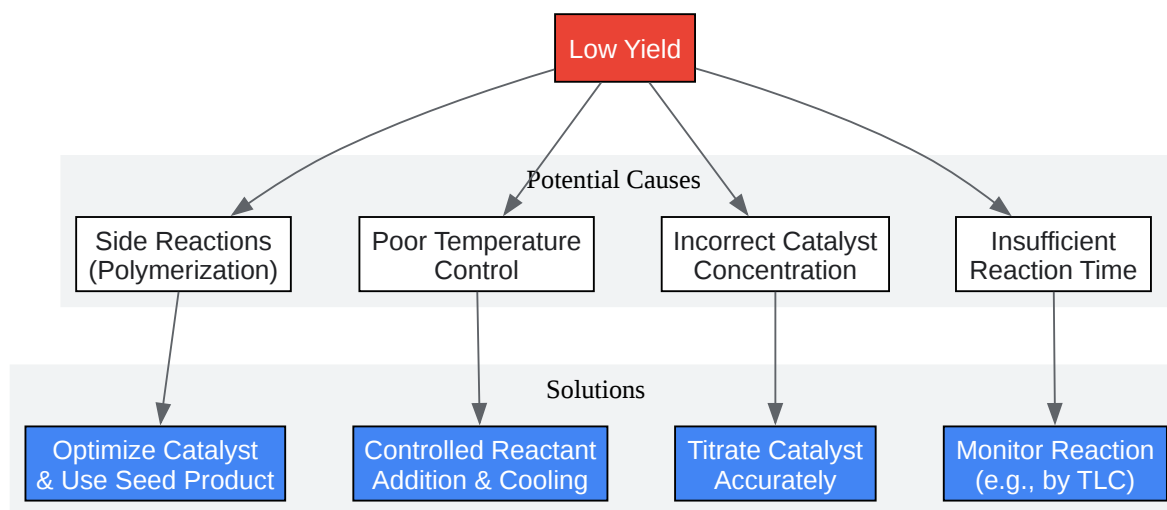 Low Yield
Potential Causes
Side Reactions
(Polymerization)
Poor Temperature
Control
Incorrect Catalyst
Concentration
Insufficient
Reaction Time
Solutions
Optimize Catalyst
& Use Seed Product
Controlled Reactant
Addition & Cooling
Titrate Catalyst
Accurately
Monitor Reaction
(e.g., by TLC)